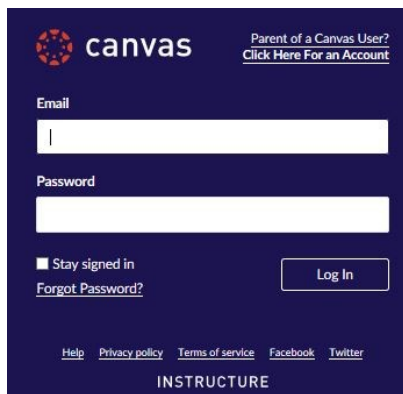 canvas
Parent of a Canvas User?
Click Here For an Account
Email
Password
Stay signed in
Forgot Password?
Log In
Help Privacy policy Terms of service Facebook Twitter
INSTRUCTURE